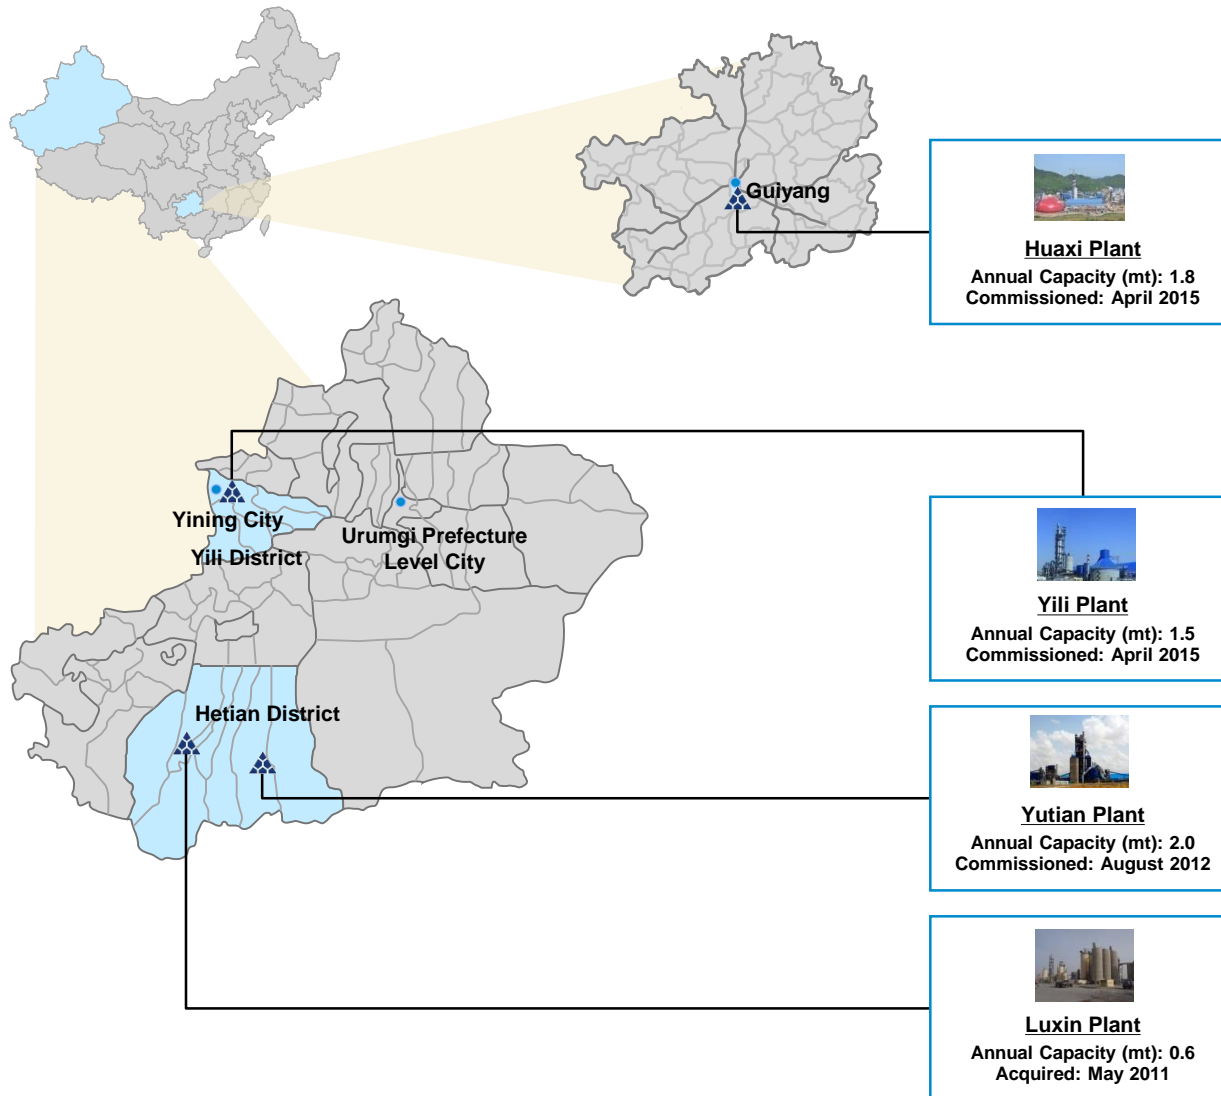 Guiyang
Huaxi Plant
Annual Capacity (mt): 1.8
Commissioned: April 2015
Yining City
Yili District
Urumgi Prefecture
Level City
Yili Plant
Annual Capacity (mt): 1.5
Commissioned: April 2015
Hetian District
Yutian Plant
Annual Capacity (mt): 2.0
Commissioned: August 2012
Luxin Plant
Annual Capacity (mt): 0.6
Acquired: May 2011